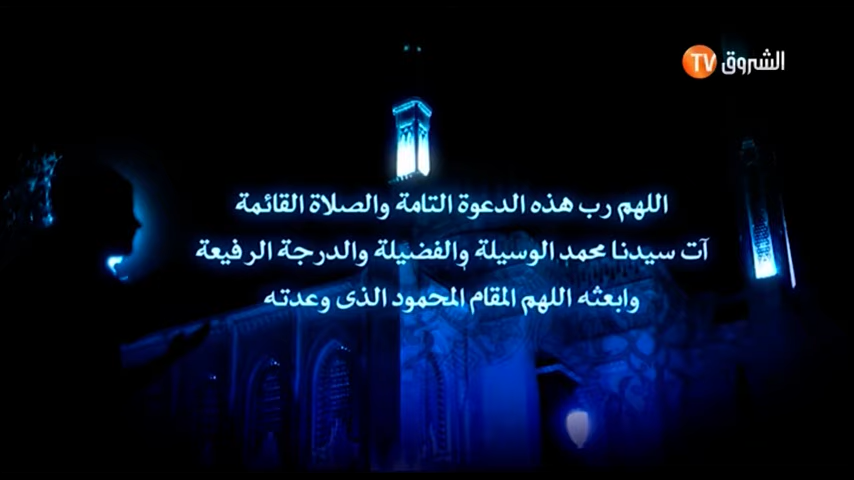 الشروق TV
اللهم رب هذه الدعوة التامة والصلاة القائمة
آت سيدنا محمد الوسيلة والفضيلة والدرجة الرفيعة
وابعثه اللهم المقام المحمود الذى وعدته